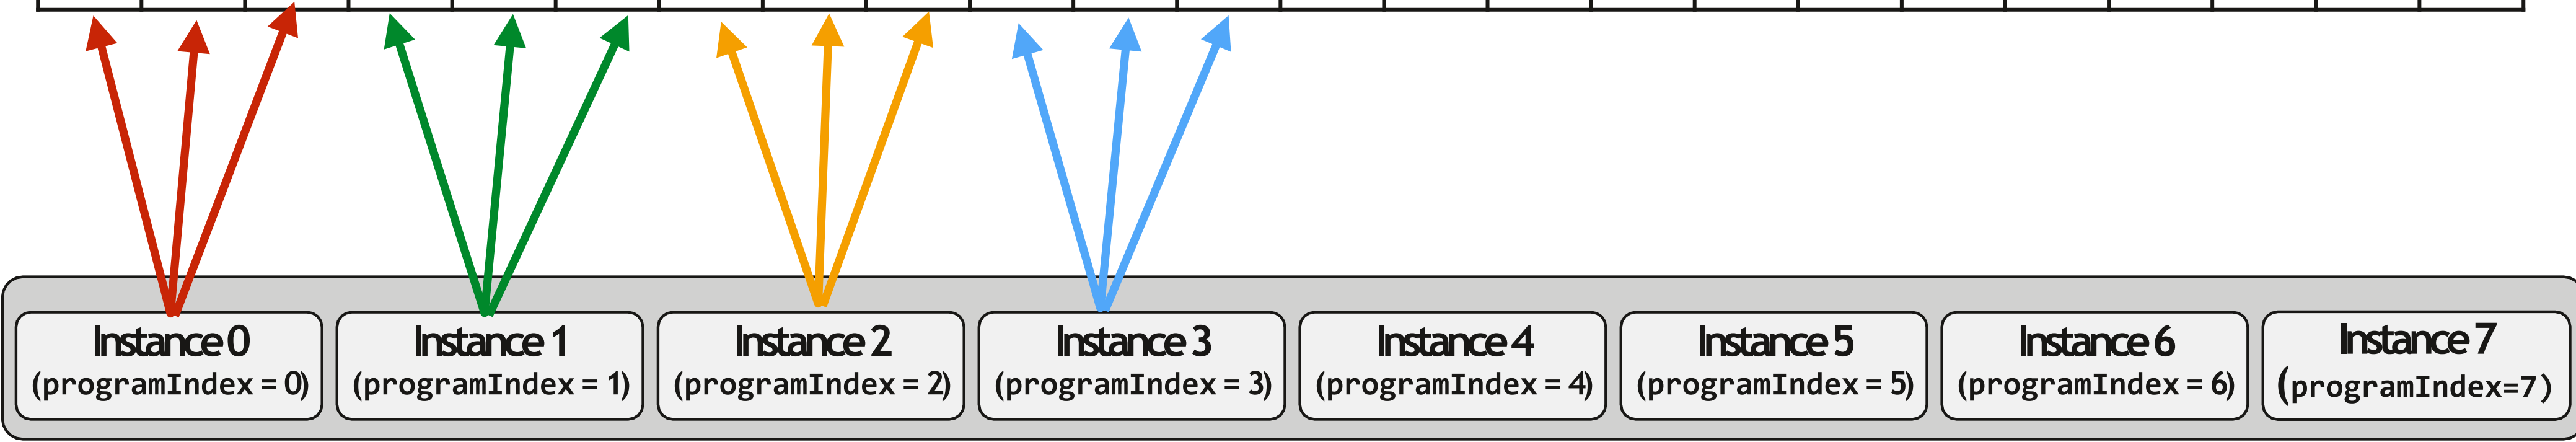 Instance 0
(programIndex = 0)
Instance 1
(programIndex = 1)
Instance 2
(programIndex = 2)
Instance 3
(programIndex = 3)
Instance 4
(programIndex = 4)
Instance 5
(programIndex = 5)
Instance 6
(programIndex = 6)
Instance 7
(programIndex=7)